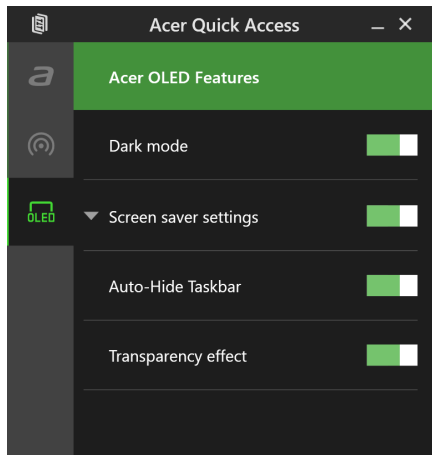 Acer Quick Access
Acer OLED Features
Dark mode
OLED
Screen saver settings
Auto-Hide Taskbar
Transparency effect